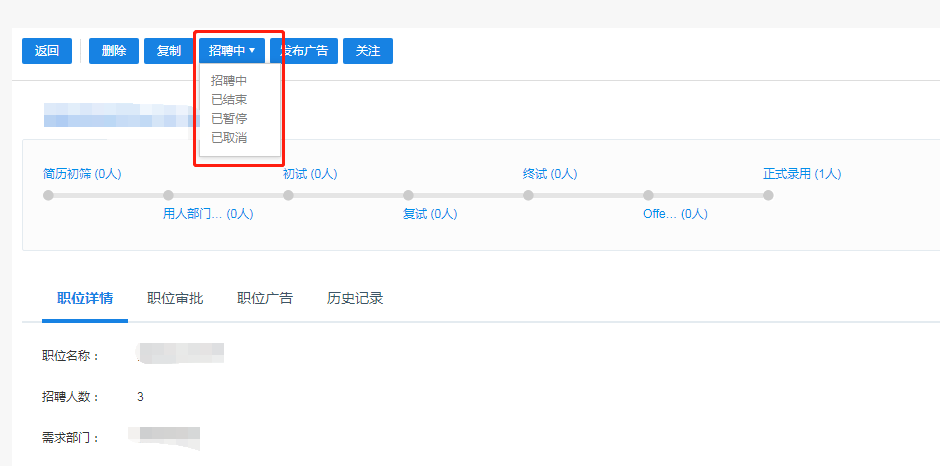 返回 删除 复制 招聘中 发布广告 关注
招聘中
已结束
已暂停
已取消
简历初筛 (0人) 初试 (0人) 终试 (0人) 正式录用 (1人)
用人部门... (0人) 复试 (0人) Offe... (0人)
职位详情 职位审批 职位广告 历史记录
职位名称：
招聘人数： 3
需求部门：